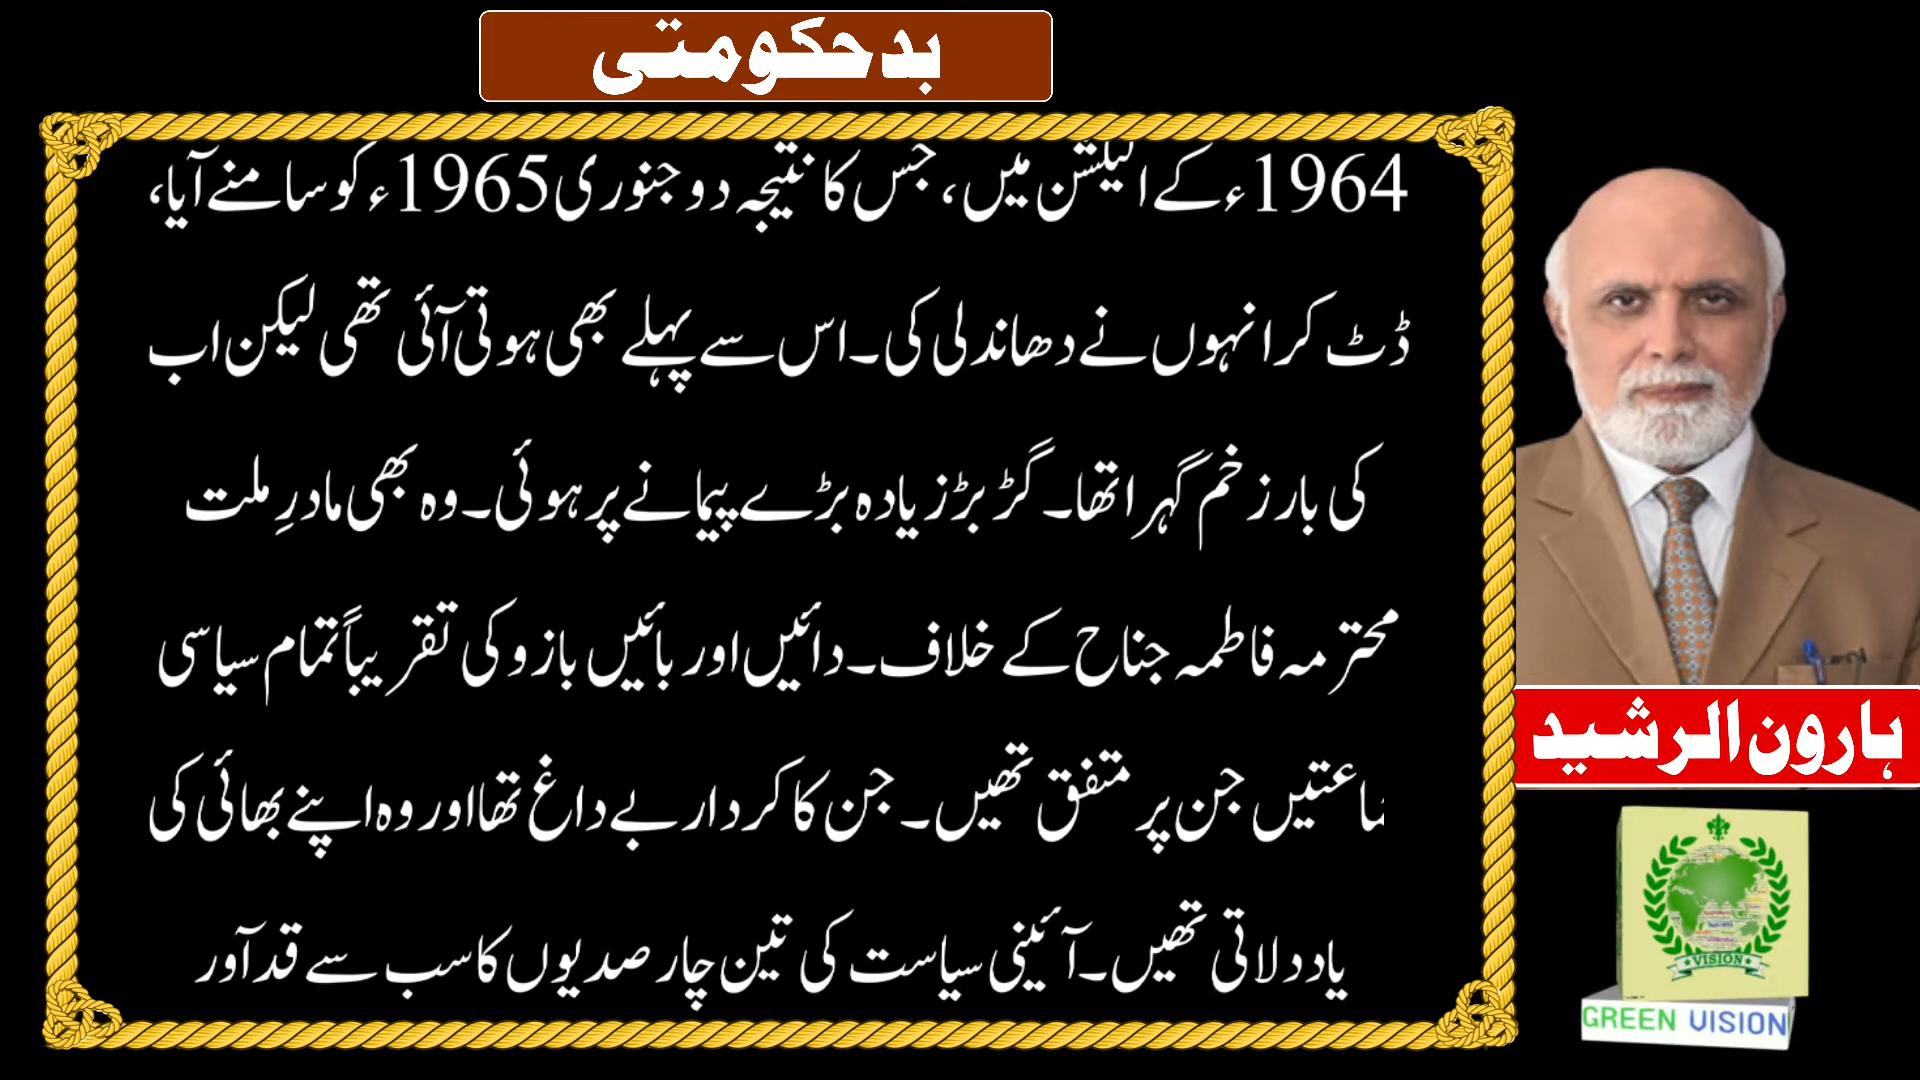 بدحکومتی
1964ء کے الیکشن میں، جس کا نتیجہ دو جنوری 1965ء کو سامنے آیا،
ڈٹ کر انہوں نے دھاندلی کی۔ اس سے پہلے بھی ہوتی آئی تھی لیکن اب
کی بار زخم گہرا تھا۔ گڑبڑ زیادہ بڑے پیمانے پر ہوئی۔ وہ بھی مادرِ ملت
محترمہ فاطمہ جناح کے خلاف۔ دائیں اور بائیں بازو کی تقریباً تمام سیاسی
جماعتیں جن پر متفق تھیں۔ جن کا کردار بے داغ تھا اور وہ اپنے بھائی کی
یاد دلاتی تھیں۔ آئینی سیاست کی تین چار صدیوں کا سب سے قد آور
ہارون الرشید
VISION
GREEN VISION